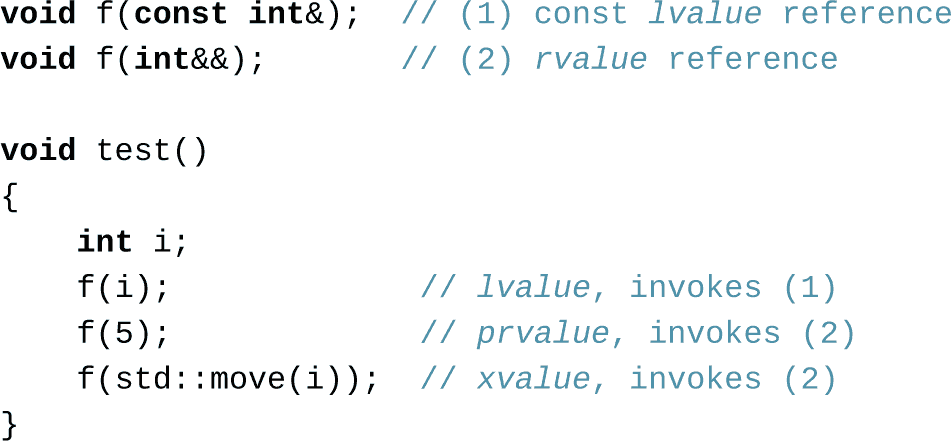 void f(const int&);  // (1) const lvalue reference
void f(int&&);       // (2) rvalue reference
void test()
{
    int i;
    f(i);             // lvalue, invokes (1)
    f(5);             // prvalue, invokes (2)
    f(std::move(i));  // xvalue, invokes (2)
}